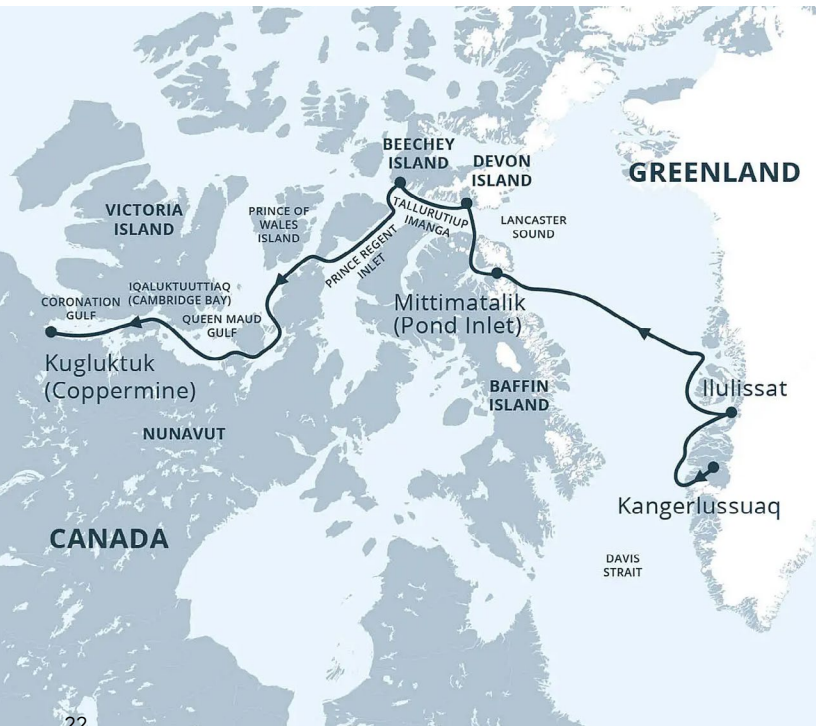 BEECHEY
ISLAND
DEVON
ISLAND
GREENLAND
VICTORIA
ISLAND
PRINCE OF
WALES
ISLAND
TALLURUTIUP
IMANGA
LANCASTER
SOUND
PRINCE REGENT
INLET
IQALUKTUUTTIAQ
(CAMBRIDGE BAY)
CORONATION
GULF
QUEEN MAUD
GULF
Mittimatalik
(Pond Inlet)
Kugluktuk
(Coppermine)
Ilulissat
BAFFIN
ISLAND
NUNAVUT
Kangerlussuaq
CANADA
DAVIS
STRAIT
22